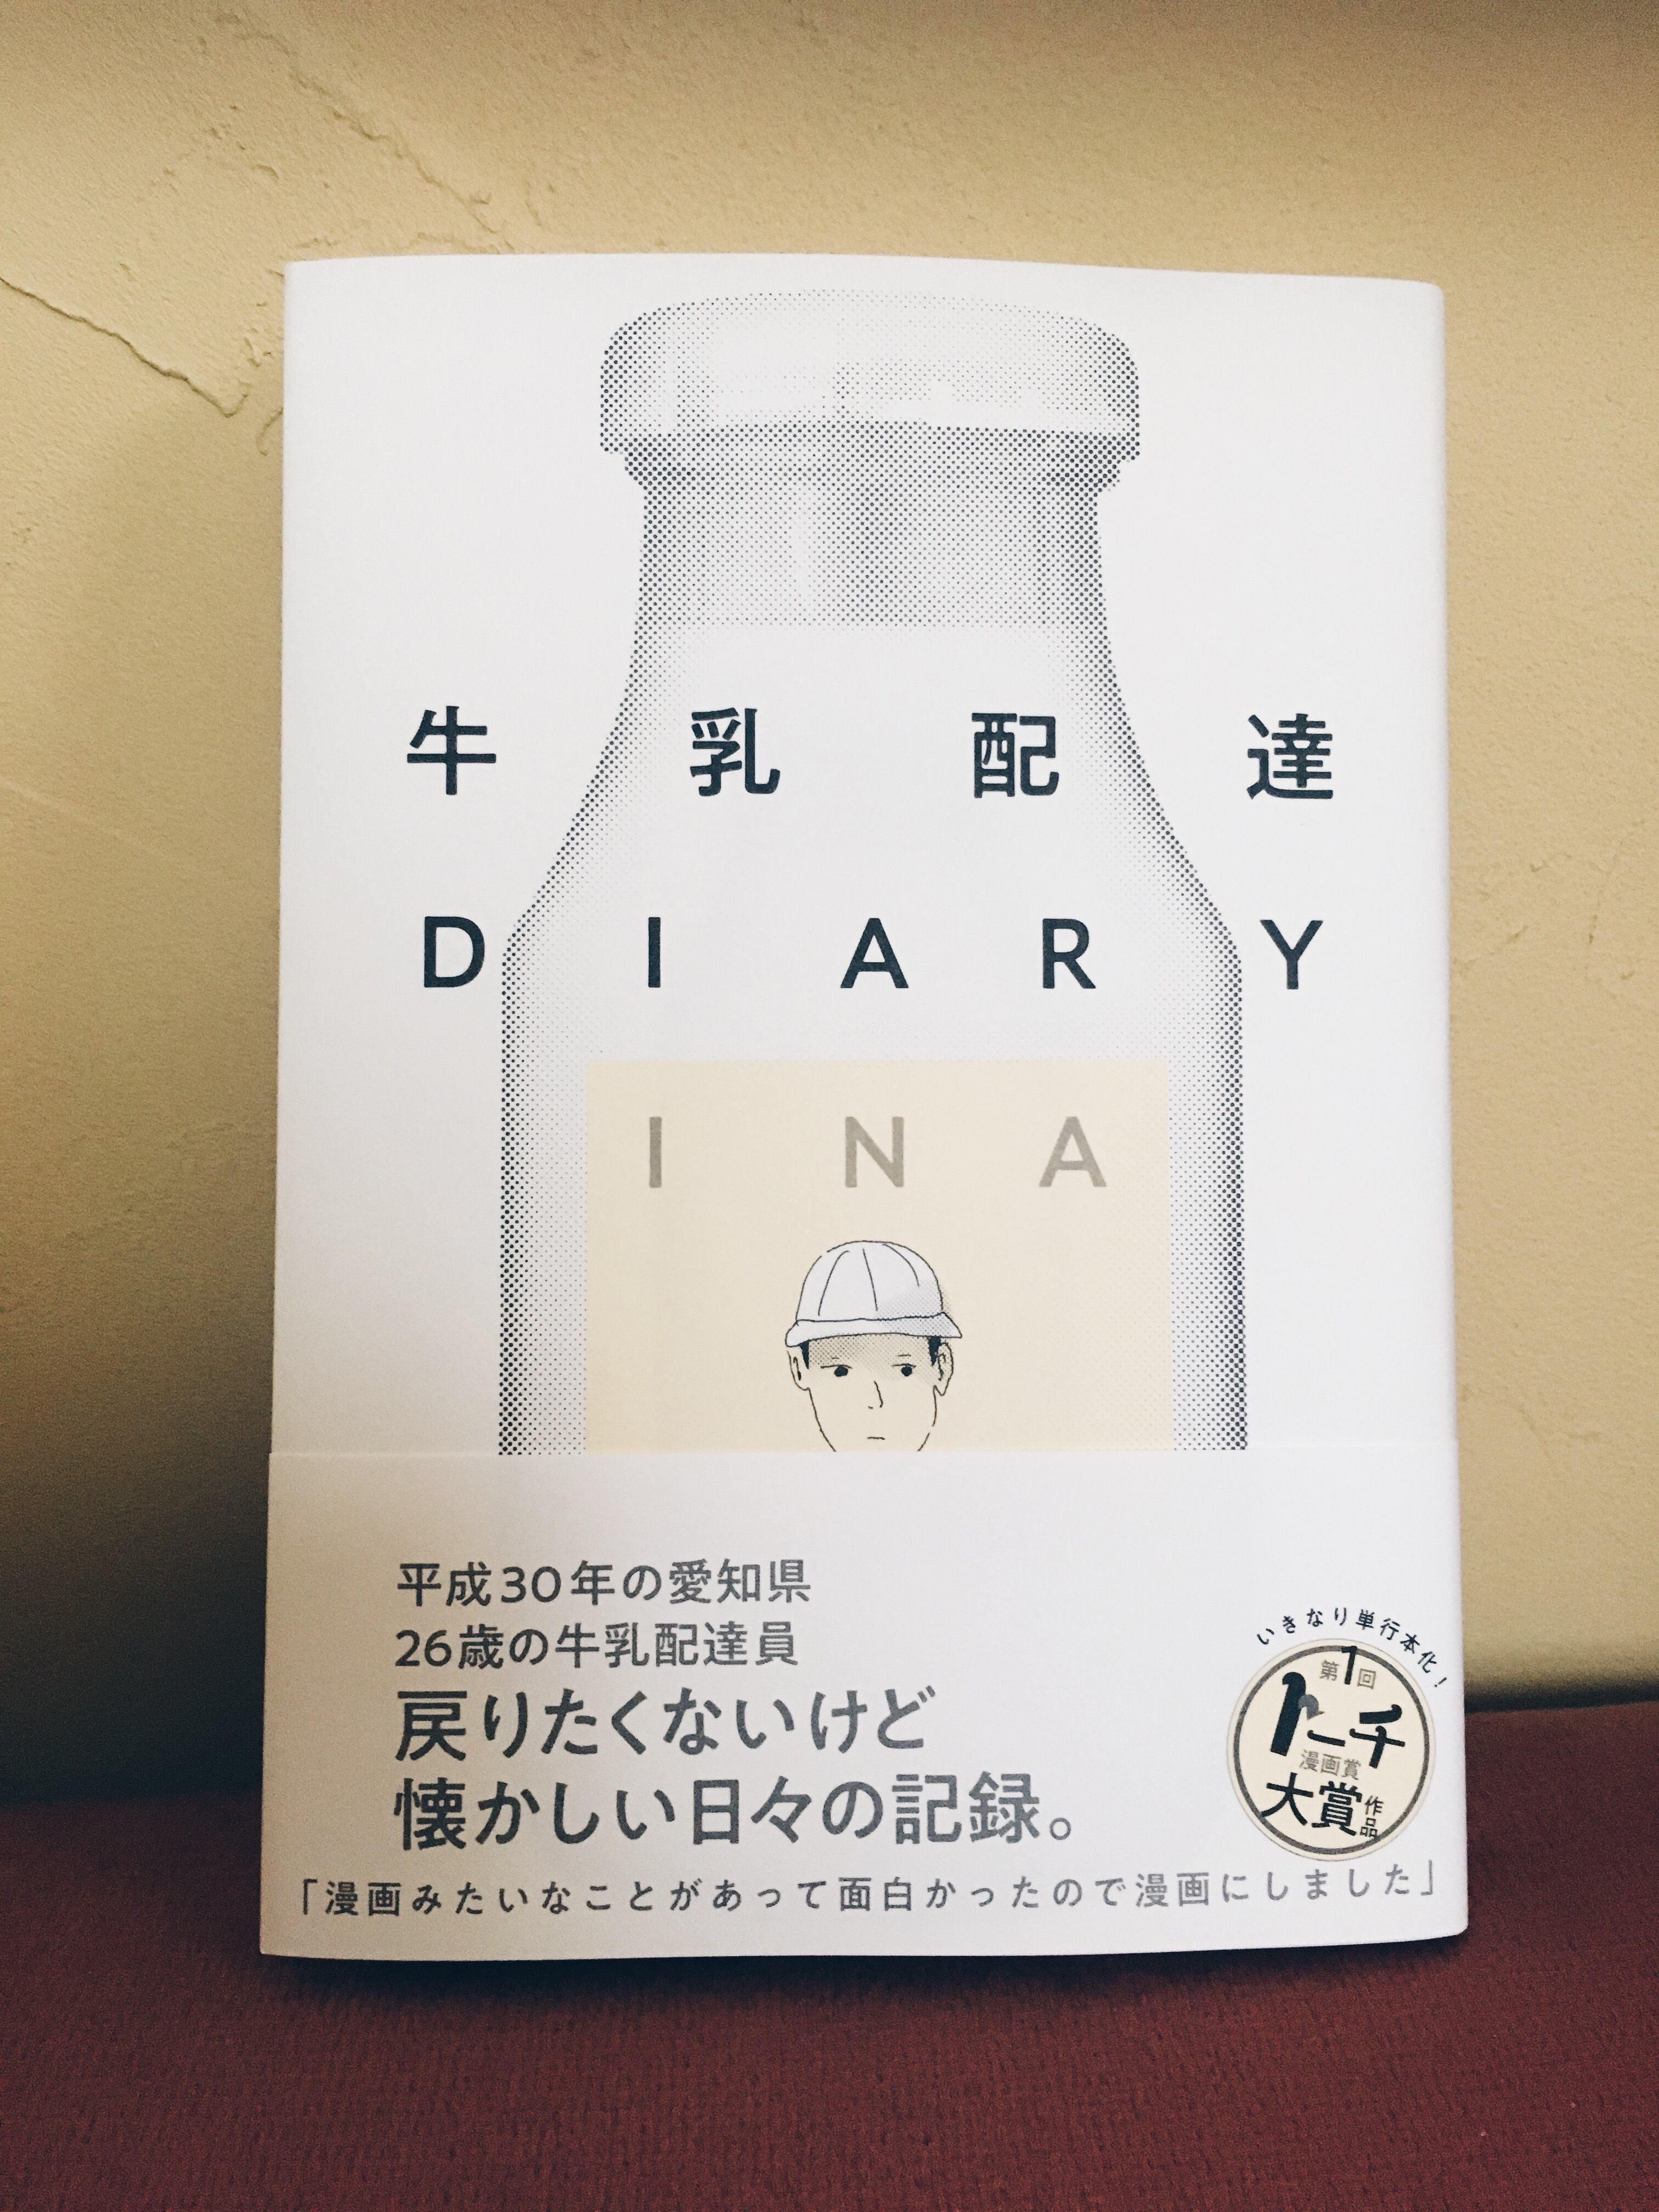 牛乳配達
DIARY
INA
平成30年の愛知県
26歳の牛乳配達員
戻りたくないけど
懐かしい日々の記録。
「漫画みたいなことがあって面白かったので漫画にしました」
いきなり単行本化!
第1回
トーチ
漫画賞
大賞作品